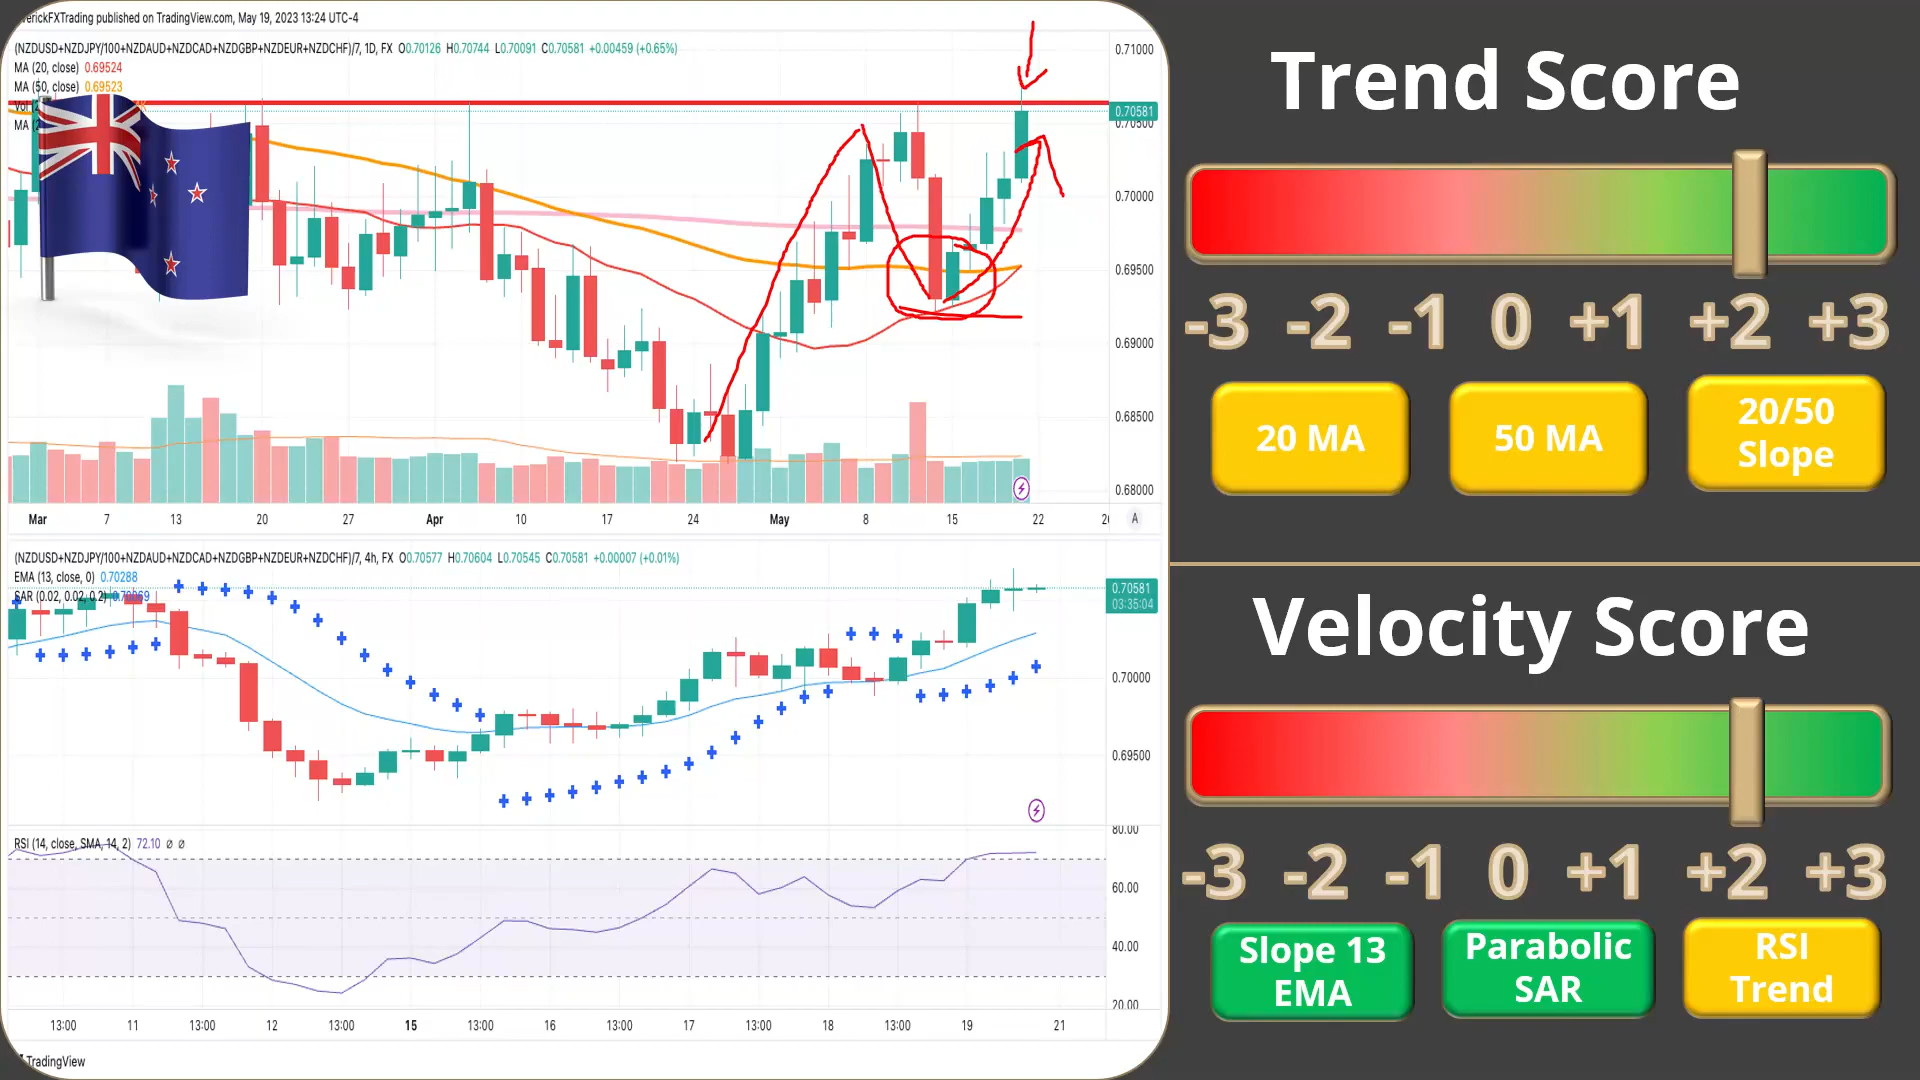 erickFXTrading published on TradingView.com, May 19, 2023 13:24 UTC-4
(NZDUSD+NZDJPY/100+NZDAUD+NZDCAD+NZDGBP+NZDEUR+NZDCHF)/7, 1D, FX O0.70126 H0.70744 L0.70091 C0.70581 +0.00459 (+0.65%)
MA (20, close) 0.69524
MA (50, close) 0.69523
0.71000
0.70581
0.70500
0.70000
0.69500
0.69000
0.68500
0.68000
Mar 7 13 20 27 Apr 10 17 24 May 8 15 22 A
(NZDUSD+NZDJPY/100+NZDAUD+NZDCAD+NZDGBP+NZDEUR+NZDCHF)/7, 4h, FX O0.70577 H0.70604 L0.70545 C0.70581 +0.00007 (+0.01%)
EMA (13, close, 0) 0.70288
SAR (0.02, 0.02, 0.2)
0.70581
03:35:04
0.70000
0.69500
RSI (14, close, SMA, 14, 2) 72.10 ∅ ∅
80.00
60.00
40.00
20.00
13:00 11 13:00 12 13:00 15 13:00 16 13:00 17 13:00 18 13:00 19 21
TradingView
Trend Score
-3 -2 -1 0 +1 +2 +3
20 MA
50 MA
20/50
Slope
Velocity Score
-3 -2 -1 0 +1 +2 +3
Slope 13
EMA
Parabolic
SAR
RSI
Trend